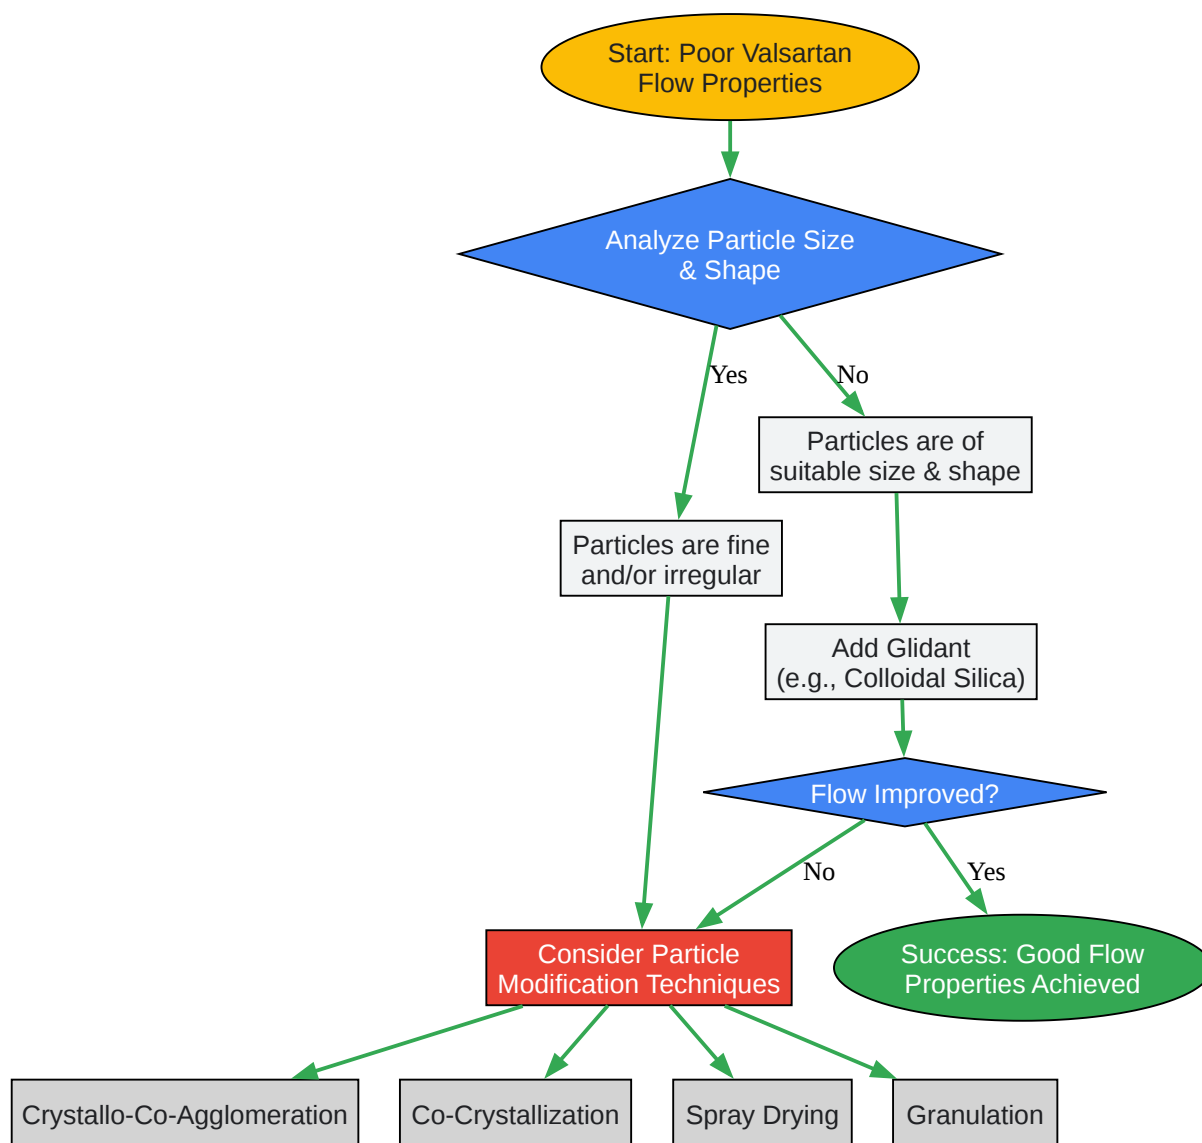 Start: Poor Valsartan
Flow Properties
Analyze Particle Size
& Shape
Yes
No
Particles are of
suitable size & shape
Particles are fine
and/or irregular
Add Glidant
(e.g., Colloidal Silica)
Flow Improved?
No
Yes
Success: Good Flow
Properties Achieved
Consider Particle
Modification Techniques
Crystallo-Co-Agglomeration
Co-Crystallization
Spray Drying
Granulation